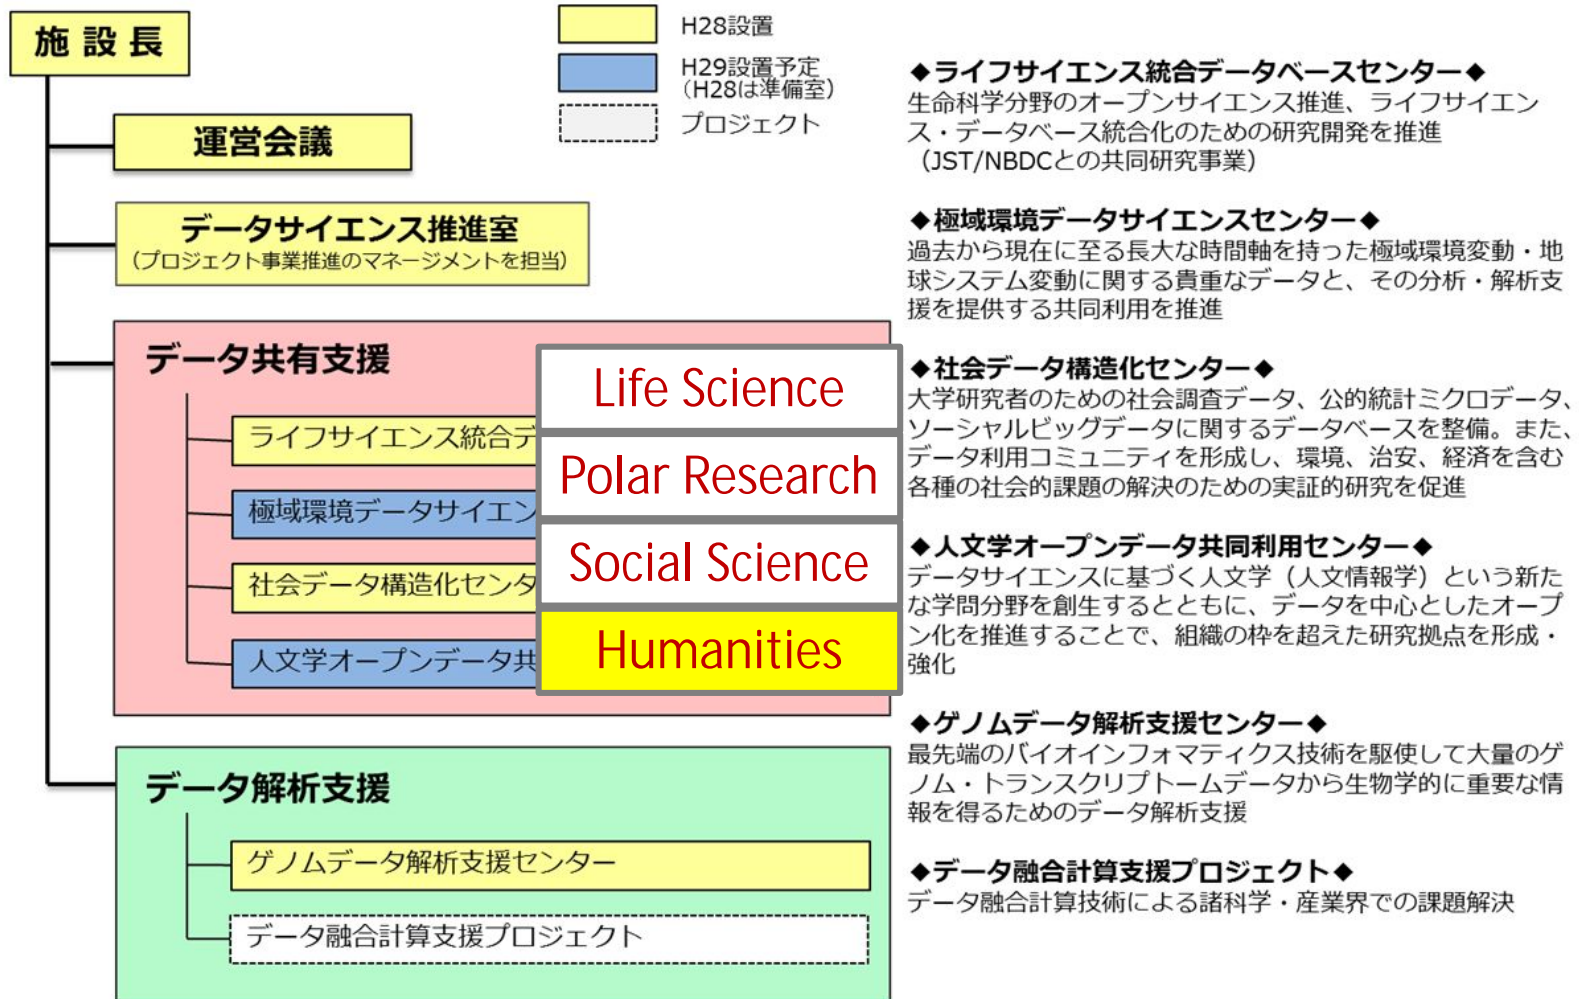 施 設 長
H28設置
H29設置予定
（H28は準備室）
プロジェクト
運営会議
データサイエンス推進室
（プロジェクト事業推進のマネージメントを担当）
データ共有支援
ライフサイエンス統合デ
極域環境データサイエン
社会データ構造化センタ
人文学オープンデータ共
Life Science
Polar Research
Social Science
Humanities
データ解析支援
ゲノムデータ解析支援センター
データ融合計算支援プロジェクト
◆ライフサイエンス統合データベースセンター◆
生命科学分野のオープンサイエンス推進、ライフサイエン
ス・データベース統合化のための研究開発を推進
（JST/NBDCとの共同研究事業）
◆極域環境データサイエンスセンター◆
過去から現在に至る長大な時間軸を持った極域環境変動・地
球システム変動に関する貴重なデータと、その分析・解析支
援を提供する共同利用を推進
◆社会データ構造化センター◆
大学研究者のための社会調査データ、公的統計ミクロデータ、
ソーシャルビッグデータに関するデータベースを整備。また、
データ利用コミュニティを形成し、環境、治安、経済を含む
各種の社会的課題の解決のための実証的研究を促進
◆人文学オープンデータ共同利用センター◆
データサイエンスに基づく人文学（人文情報学）という新た
な学問分野を創生するとともに、データを中心としたオープ
ン化を推進することで、組織の枠を超えた研究拠点を形成・
強化
◆ゲノムデータ解析支援センター◆
最先端のバイオインフォマティクス技術を駆使して大量のゲ
ノム・トランスクリプトームデータから生物学的に重要な情
報を得るためのデータ解析支援
◆データ融合計算支援プロジェクト◆
データ融合計算技術による諸科学・産業界での課題解決